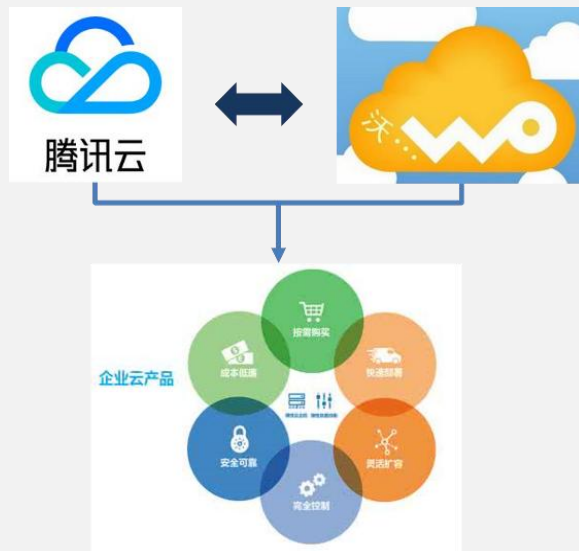 腾讯云
沃...
wo
企业云产品
按需购买
成本低廉
快速部署
安全可靠
灵活扩容
完全控制